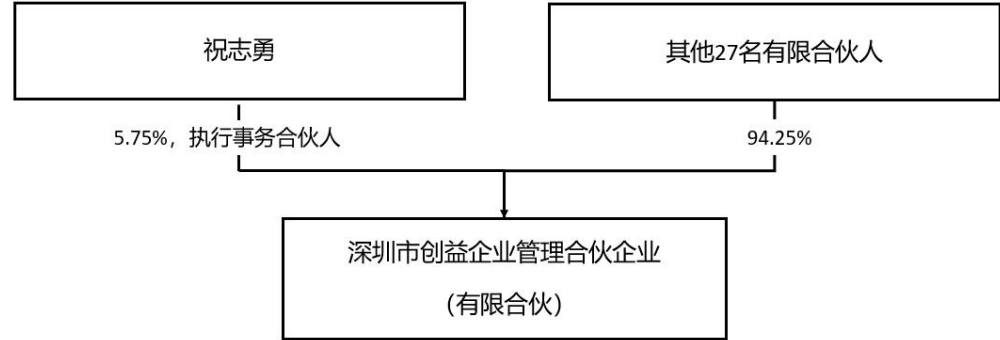 祝志勇
其他27名有限合伙人
5.75%，执行事务合伙人
94.25%
深圳市创益企业管理合伙企业
（有限合伙）